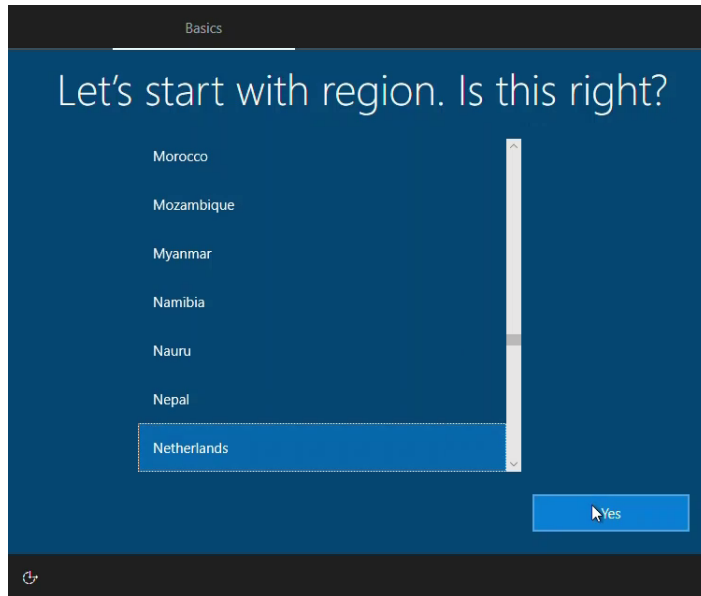 Basics
Let's start with region. Is this right?
Morocco
Mozambique
Myanmar
Namibia
Nauru
Nepal
Netherlands
Yes